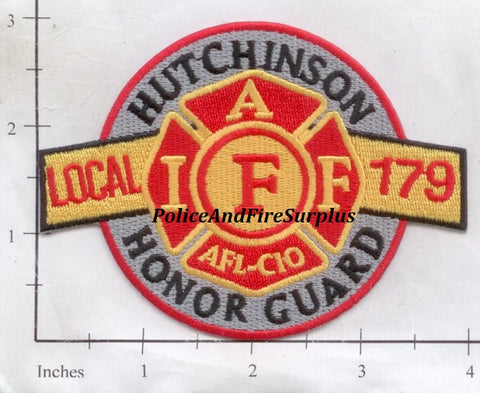 3
HUTCHINSON
A
2
LOCAL I F F 179
PoliceAndFireSurplus
1
AFL-CIO
HONOR GUARD
Inches 1 2 3 4